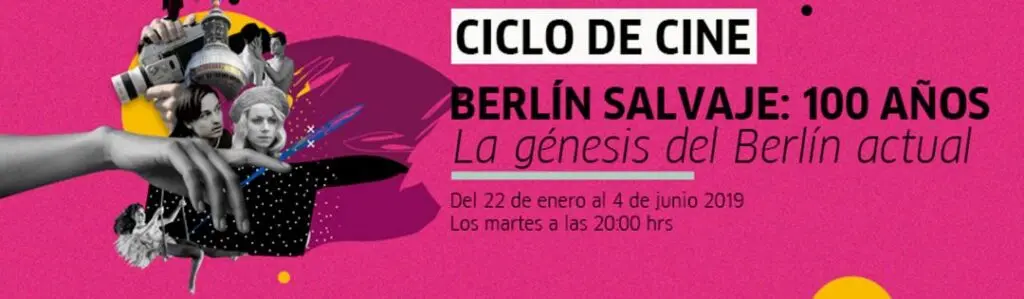 CICLO DE CINE
BERLÍN SALVAJE: 100 AÑOS
La génesis del Berlín actual
Del 22 de enero al 4 de junio 2019
Los martes a las 20:00 hrs